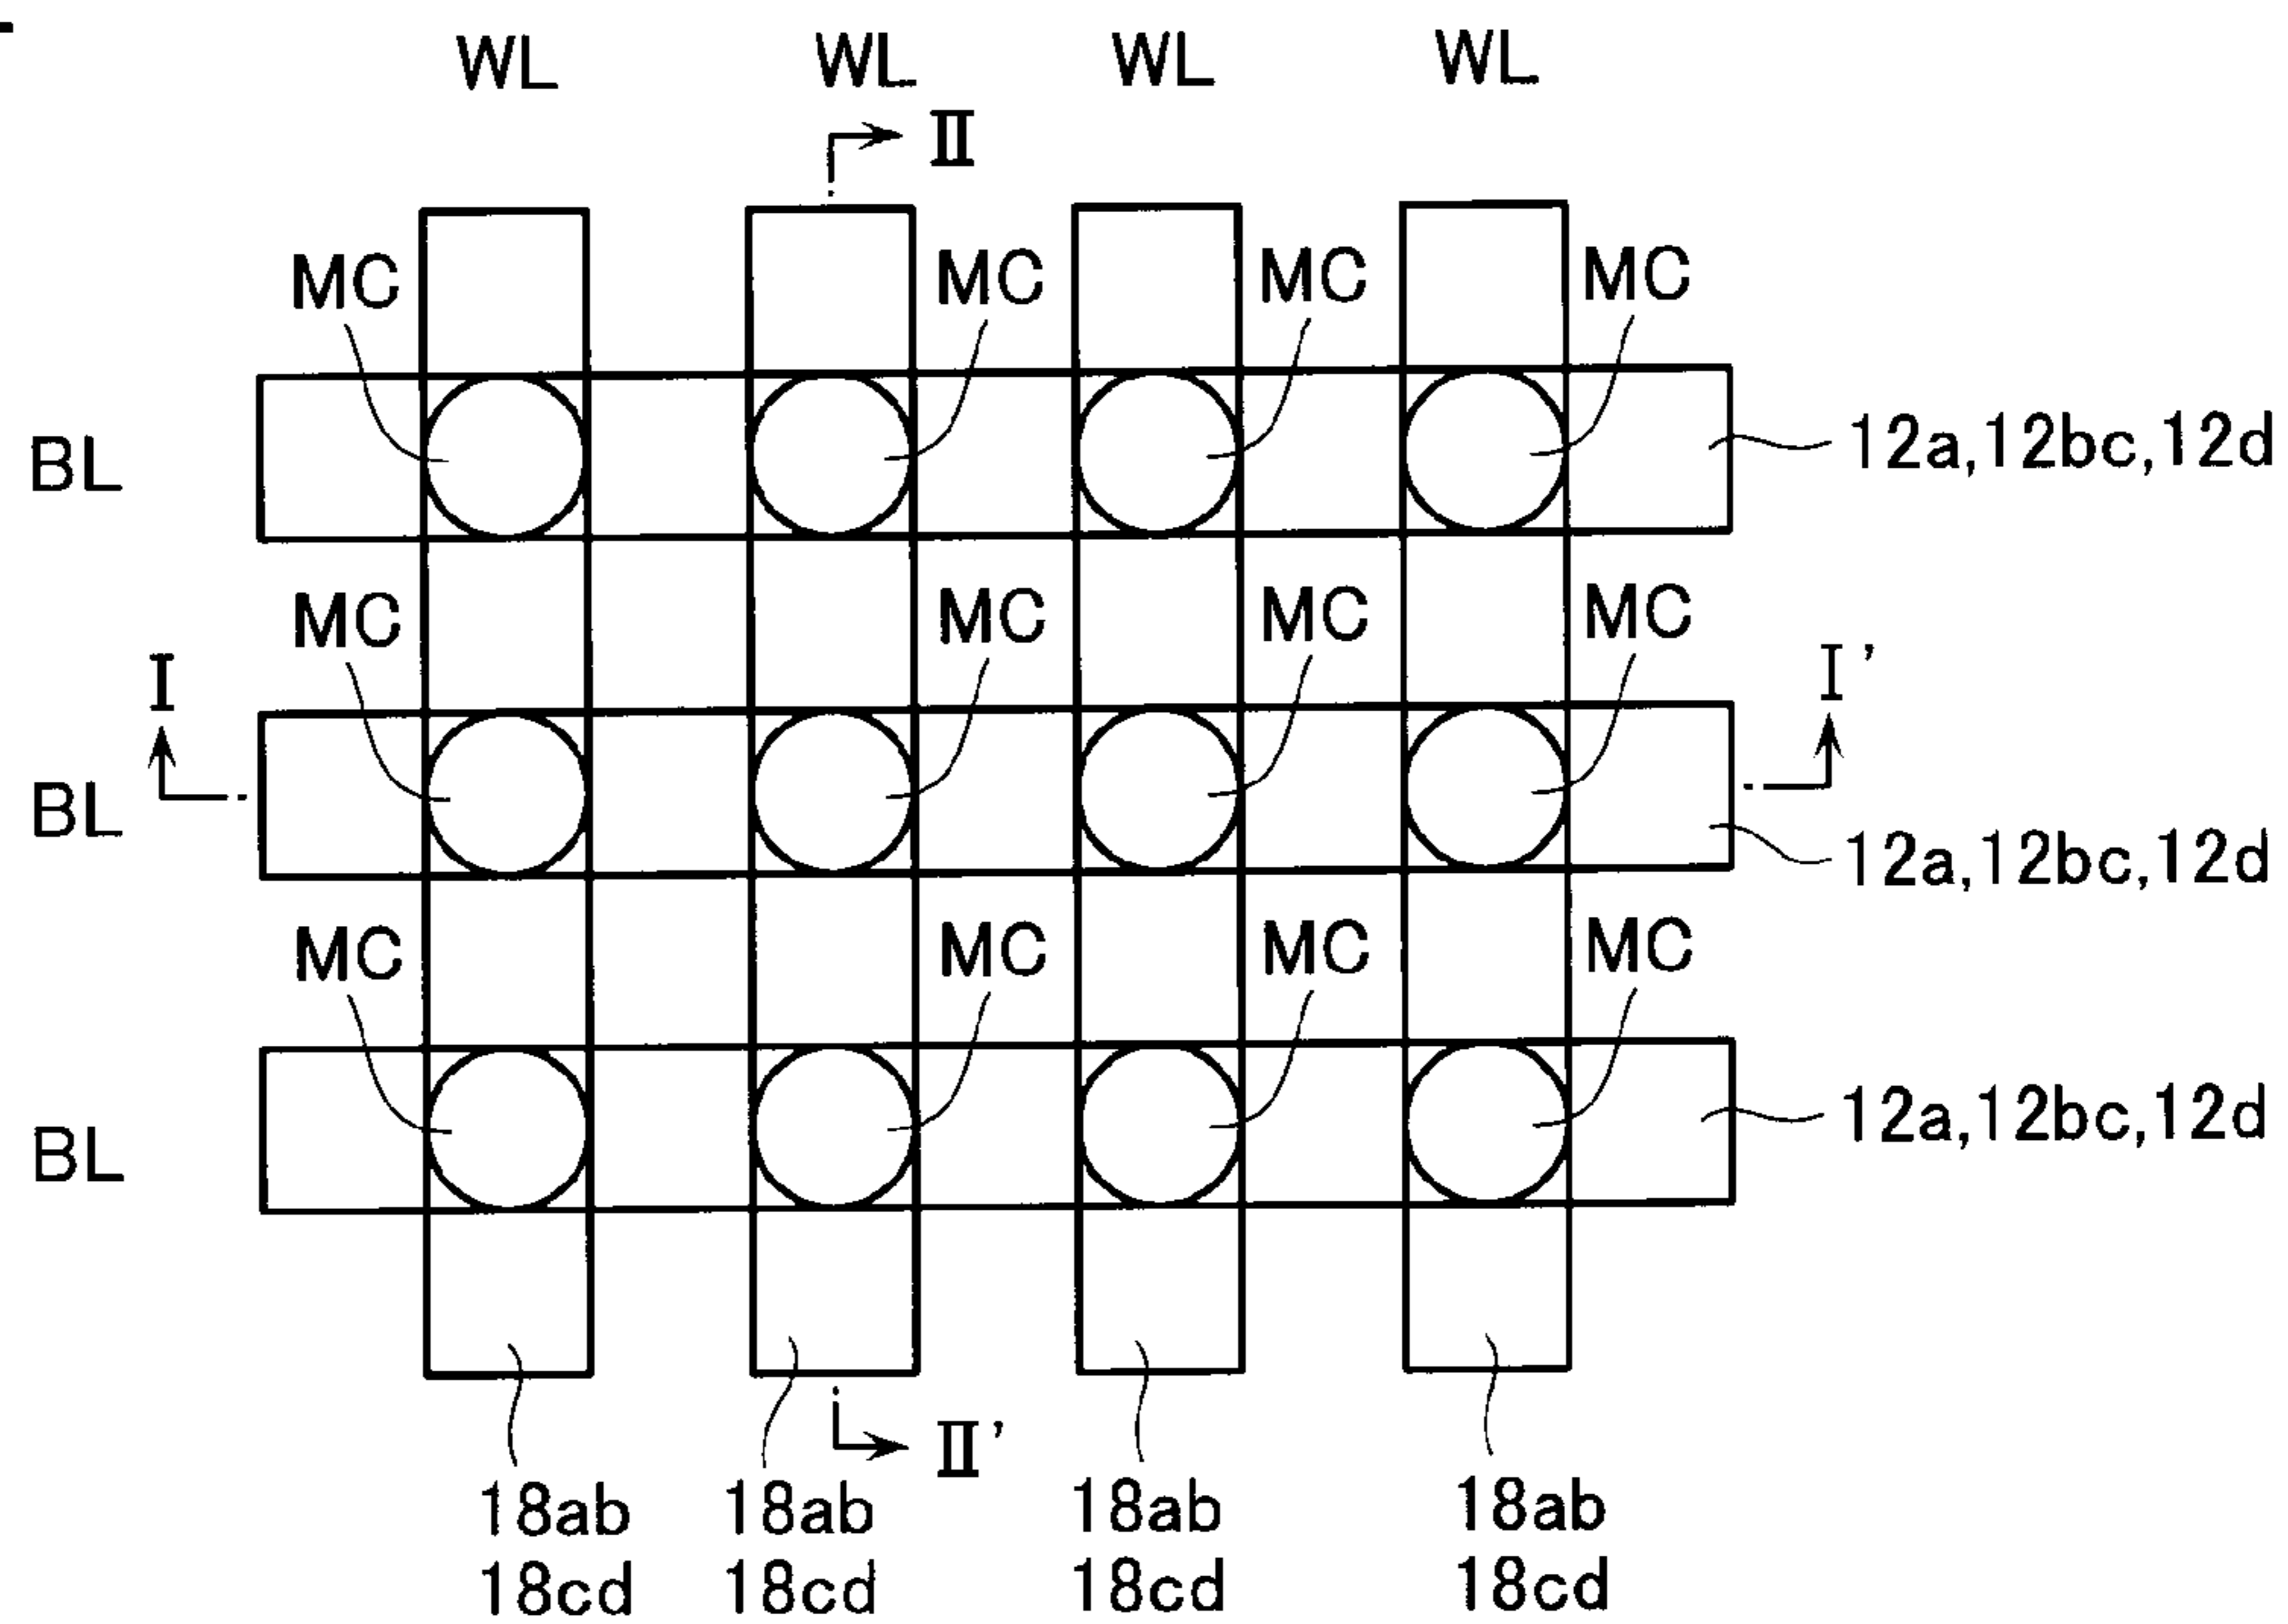 WL WL WL WL
II
MC MC MC MC
BL 12a,12bc,12d
MC MC MC MC
I I'
BL 12a,12bc,12d
MC MC MC MC
BL 12a,12bc,12d
II'
18ab 18ab 18ab 18ab
18cd 18cd 18cd 18cd